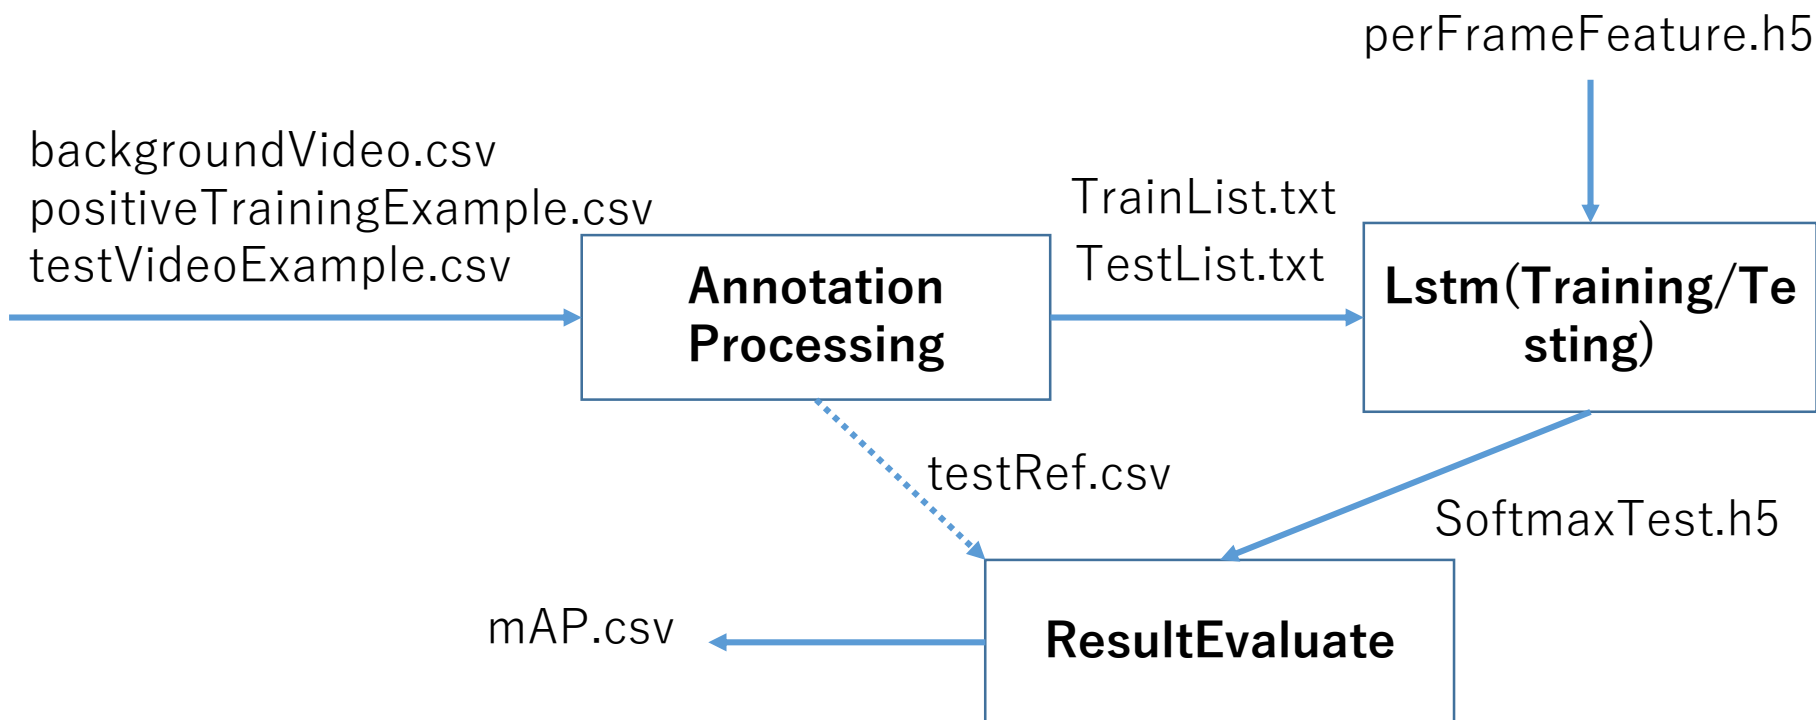 perFrameFeature.h5
backgroundVideo.csv
positiveTrainingExample.csv
testVideoExample.csv
TrainList.txt
TestList.txt
Annotation
Processing
Lstm(Training/Te
sting)
testRef.csv
SoftmaxTest.h5
mAP.csv
ResultEvaluate